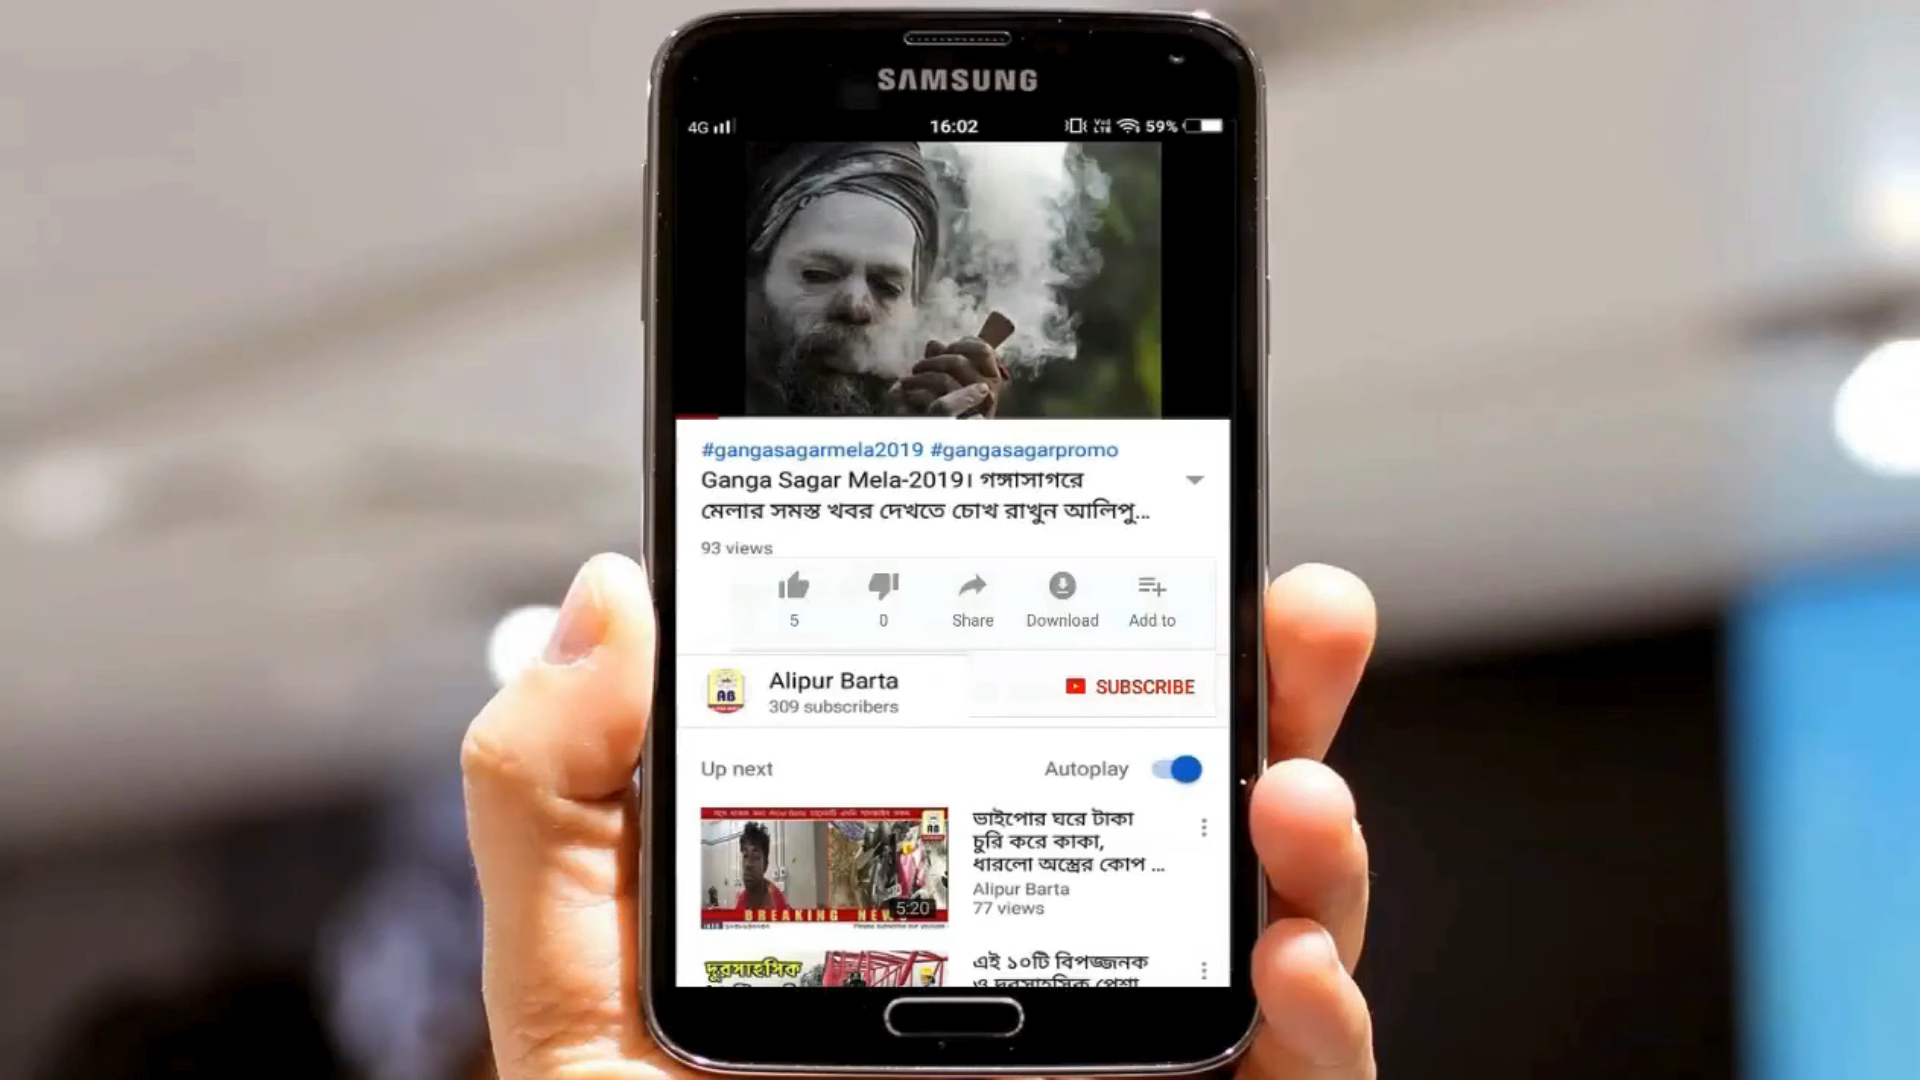 SAMSUNG
4G 16:02 59%
#gangasagarmela2019 #gangasagarpromo
Ganga Sagar Mela-2019। গঙ্গাসাগরে
মেলার সমস্ত খবর দেখতে চোখ রাখুন আলিপু...
93 views
5 0 Share Download Add to
Alipur Barta
309 subscribers
SUBSCRIBE
Up next Autoplay
AB
BREAKING NEWS
5:20
ভাইপোর ঘরে টাকা
চুরি করে কাকা,
ধারলো অস্ত্রের কোপ ...
Alipur Barta
77 views
দুঃসাহসিক
এই ১০টি বিপজ্জনক
ও দুঃসাহসিক পেশা